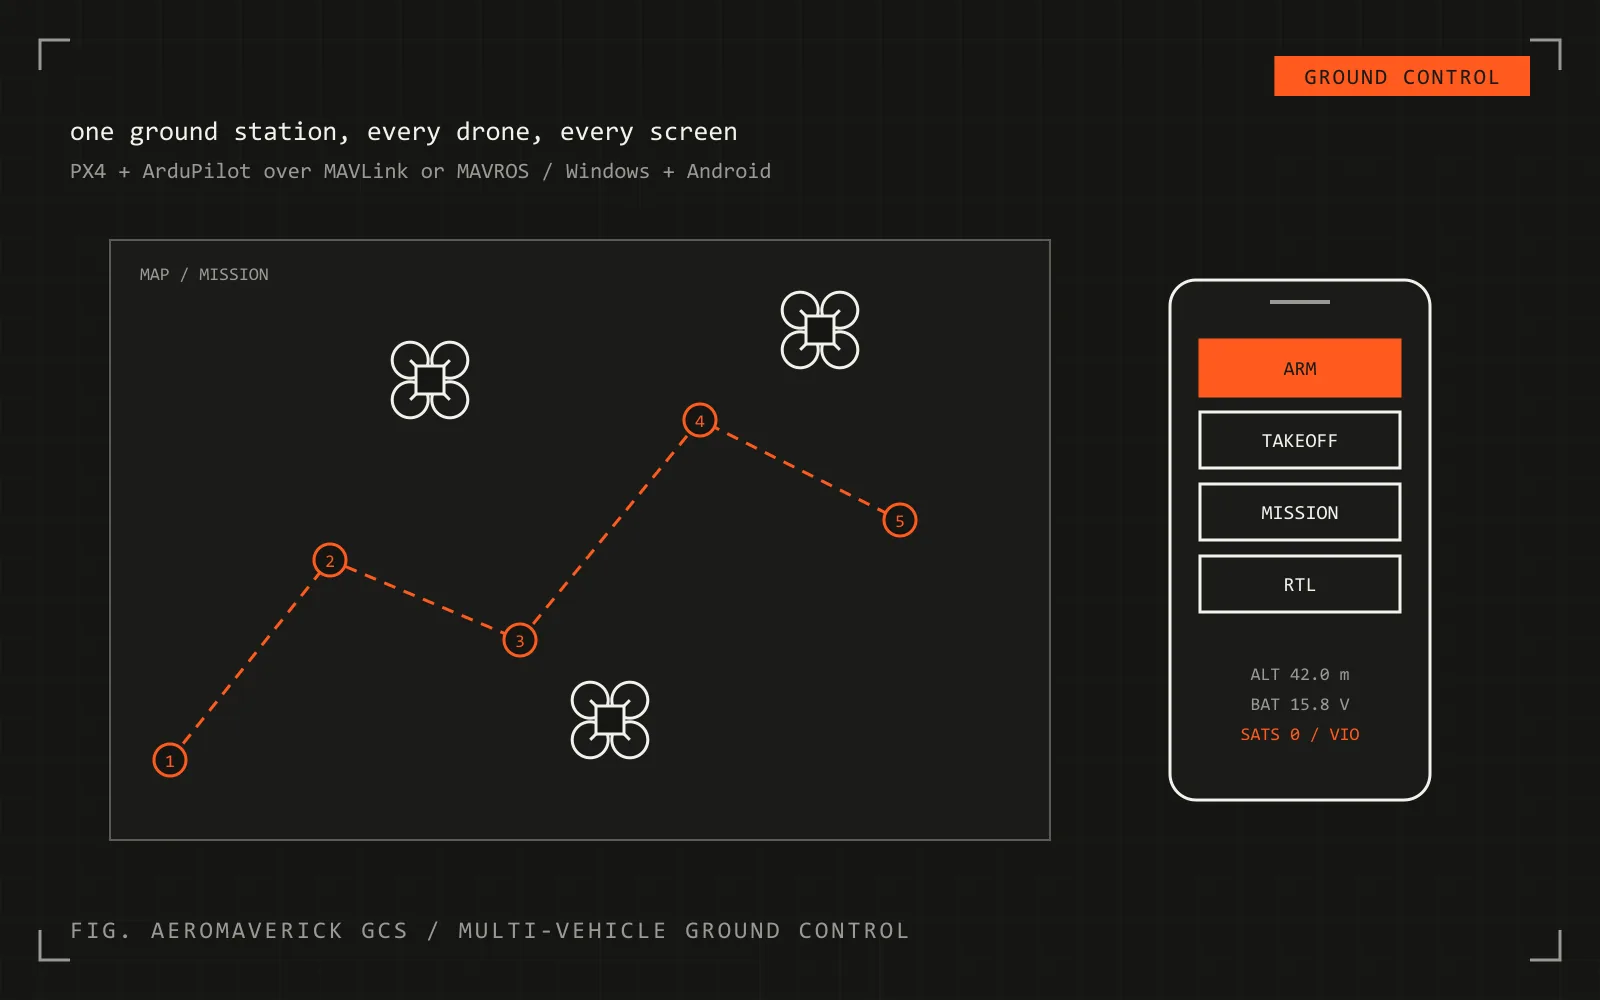 GROUND CONTROL
one ground station, every drone, every screen
PX4 + ArduPilot over MAVLink or MAVROS / Windows + Android
MAP / MISSION
1
2
3
4
5
ARM
TAKEOFF
MISSION
RTL
ALT 42.0 m
BAT 15.8 V
SATS 0 / VIO
FIG. AEROMAVERICK GCS / MULTI-VEHICLE GROUND CONTROL